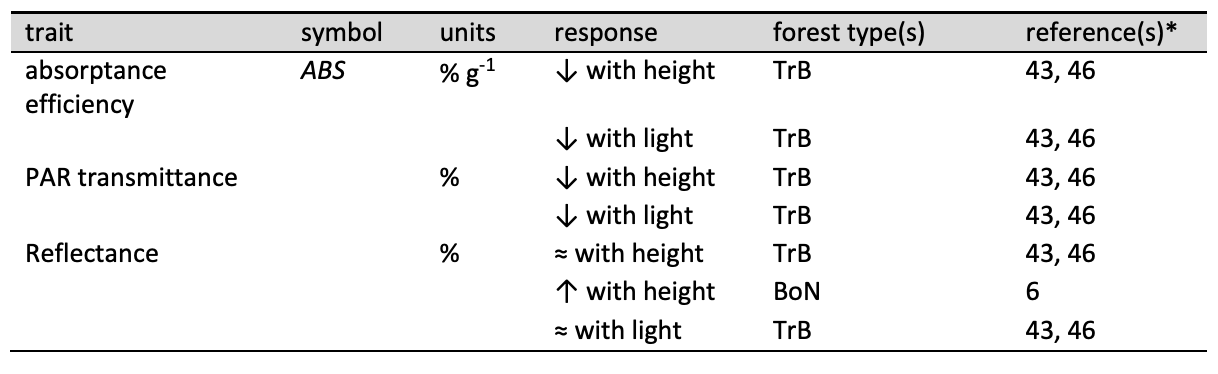 trait symbol units response forest type(s) reference(s)*
absorptance ABS % g⁻¹ ↓ with height TrB 43, 46
efficiency
↓ with light TrB 43, 46
PAR transmittance % ↓ with height TrB 43, 46
↓ with light TrB 43, 46
Reflectance % ≈ with height TrB 43, 46
↑ with height BoN 6
≈ with light TrB 43, 46